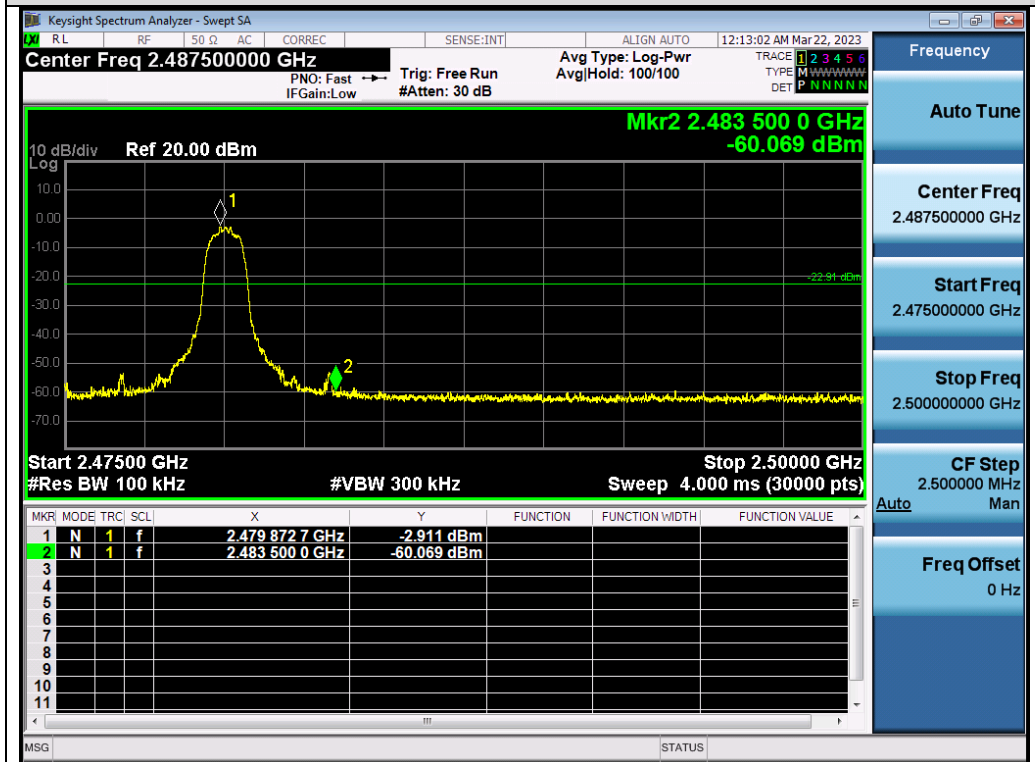 Keysight Spectrum Analyzer - Swept SA
LXI RL RF 50 Ω AC CORREC SENSE:INT ALIGN AUTO 12:13:02 AM Mar 22, 2023
Center Freq 2.487500000 GHz
PNO: Fast
IFGain:Low
Trig: Free Run
#Atten: 30 dB
Avg Type: Log-Pwr
Avg|Hold: 100/100
TRACE 1 2 3 4 5 6
TYPE M WWWWW
DET P N N N N N
Mkr2 2.483 500 0 GHz
-60.069 dBm
10 dB/div Ref 20.00 dBm
Log
10.0
0.00
-10.0
-20.0
-30.0
-40.0
-50.0
-60.0
-70.0
1
2
-22.91 dBm
Start 2.47500 GHz Stop 2.50000 GHz
#Res BW 100 kHz #VBW 300 kHz Sweep 4.000 ms (30000 pts)
MKR MODE TRC SCL X Y FUNCTION FUNCTION WIDTH FUNCTION VALUE
1 N 1 f 2.479 872 7 GHz -2.911 dBm
2 N 1 f 2.483 500 0 GHz -60.069 dBm
3
4
5
6
7
8
9
10
11
MSG STATUS
Frequency
Auto Tune
Center Freq
2.487500000 GHz
Start Freq
2.475000000 GHz
Stop Freq
2.500000000 GHz
CF Step
2.500000 MHz
Auto Man
Freq Offset
0 Hz